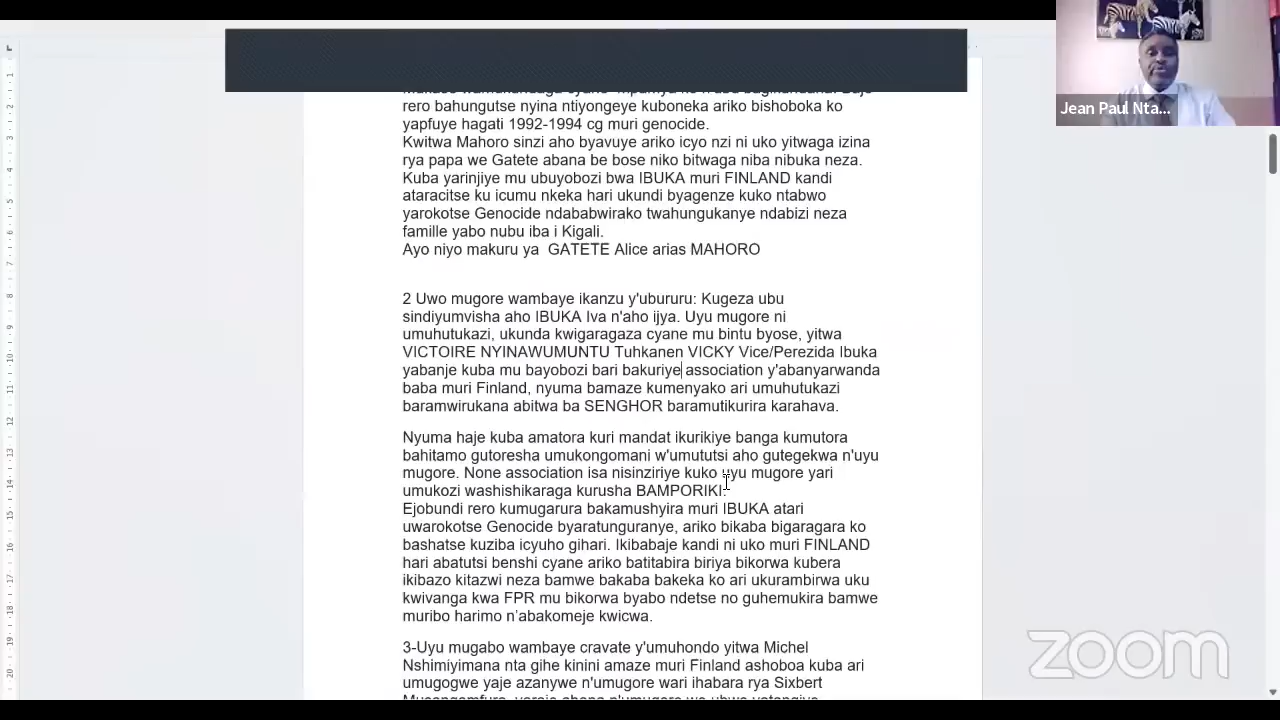 Jean Paul Nta...
rero bahungutse nyina ntiyongeye kuboneka ariko bishoboka ko
yapfuye hagati 1992-1994 cg muri genocide.
Kwitwa Mahoro sinzi aho byavuye ariko icyo nzi ni uko yitwaga izina
rya papa we Gatete abana be bose niko bitwaga niba nibuka neza.
Kuba yarinjiye mu ubuyobozi bwa IBUKA muri FINLAND kandi
ataracitse ku icumu nkeka hari ukundi byagenze kuko ntabwo
yarokotse Genocide ndababwirako twahungukanye ndabizi neza
famille yabo nubu iba i Kigali.
Ayo niyo makuru ya GATETE Alice arias MAHORO
2 Uwo mugore wambaye ikanzu y'ubururu: Kugeza ubu
sindiyumvisha aho IBUKA Iva n'aho ijya. Uyu mugore ni
umuhutukazi, ukunda kwigaragaza cyane mu bintu byose, yitwa
VICTOIRE NYINAWUMUNTU Tuhkanen VICKY Vice/Perezida Ibuka
yabanje kuba mu bayobozi bari bakuriye association y'abanyarwanda
baba muri Finland, nyuma bamaze kumenyako ari umuhutukazi
baramwirukana abitwa ba SENGHOR baramutikurira karahava.
Nyuma haje kuba amatora kuri mandat ikurikiye banga kumutora
bahitamo gutoresha umukongomani w'umututsi aho gutegekwa n'uyu
mugore. None association isa nisinziriye kuko uyu mugore yari
umukozi washishikaraga kurusha BAMPORIKI.
Ejobundi rero kumugarura bakamushyira muri IBUKA atari
uwarokotse Genocide byaratunguranye, ariko bikaba bigaragara ko
bashatse kuziba icyuho gihari. Ikibabaje kandi ni uko muri FINLAND
hari abatutsi benshi cyane ariko batitabira biriya bikorwa kubera
ikibazo kitazwi neza bamwe bakaba bakeka ko ari ukurambirwa uku
kwivanga kwa FPR mu bikorwa byabo ndetse no guhemukira bamwe
muribo harimo n'abakomeje kwicwa.
3-Uyu mugabo wambaye cravate y'umuhondo yitwa Michel
Nshimiyimana nta gihe kinini amaze muri Finland ashoboa kuba ari
umugogwe yaje azanywe n'umugore wari ihabara rya Sixbert
zoom